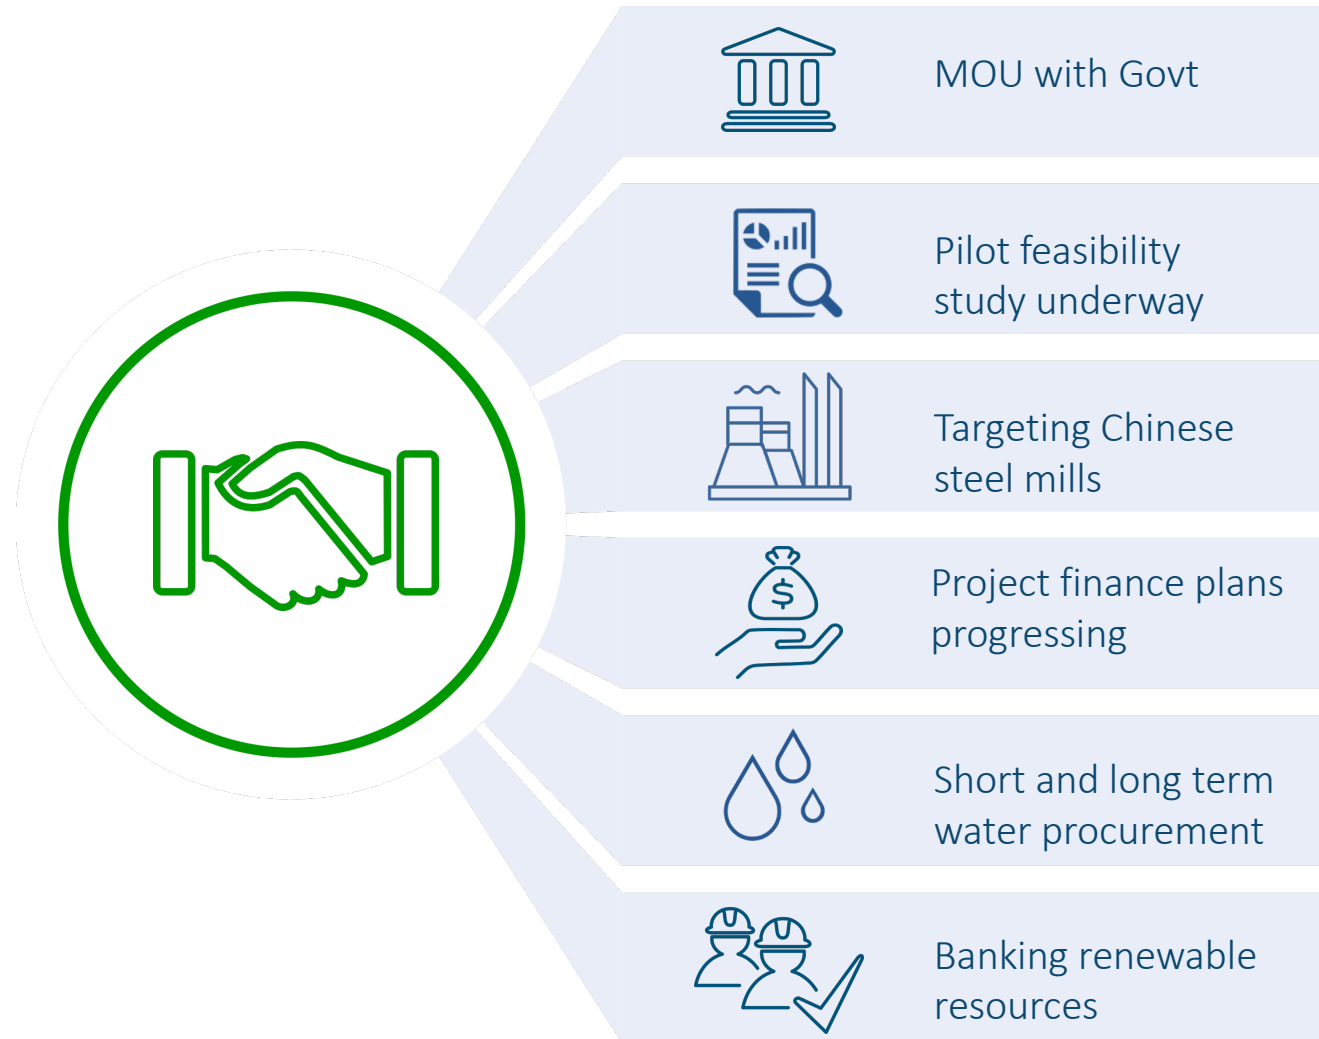 MOU with Govt
Pilot feasibility
study underway
Targeting Chinese
steel mills
$
Project finance plans
progressing
Short and long term
water procurement
Banking renewable
resources